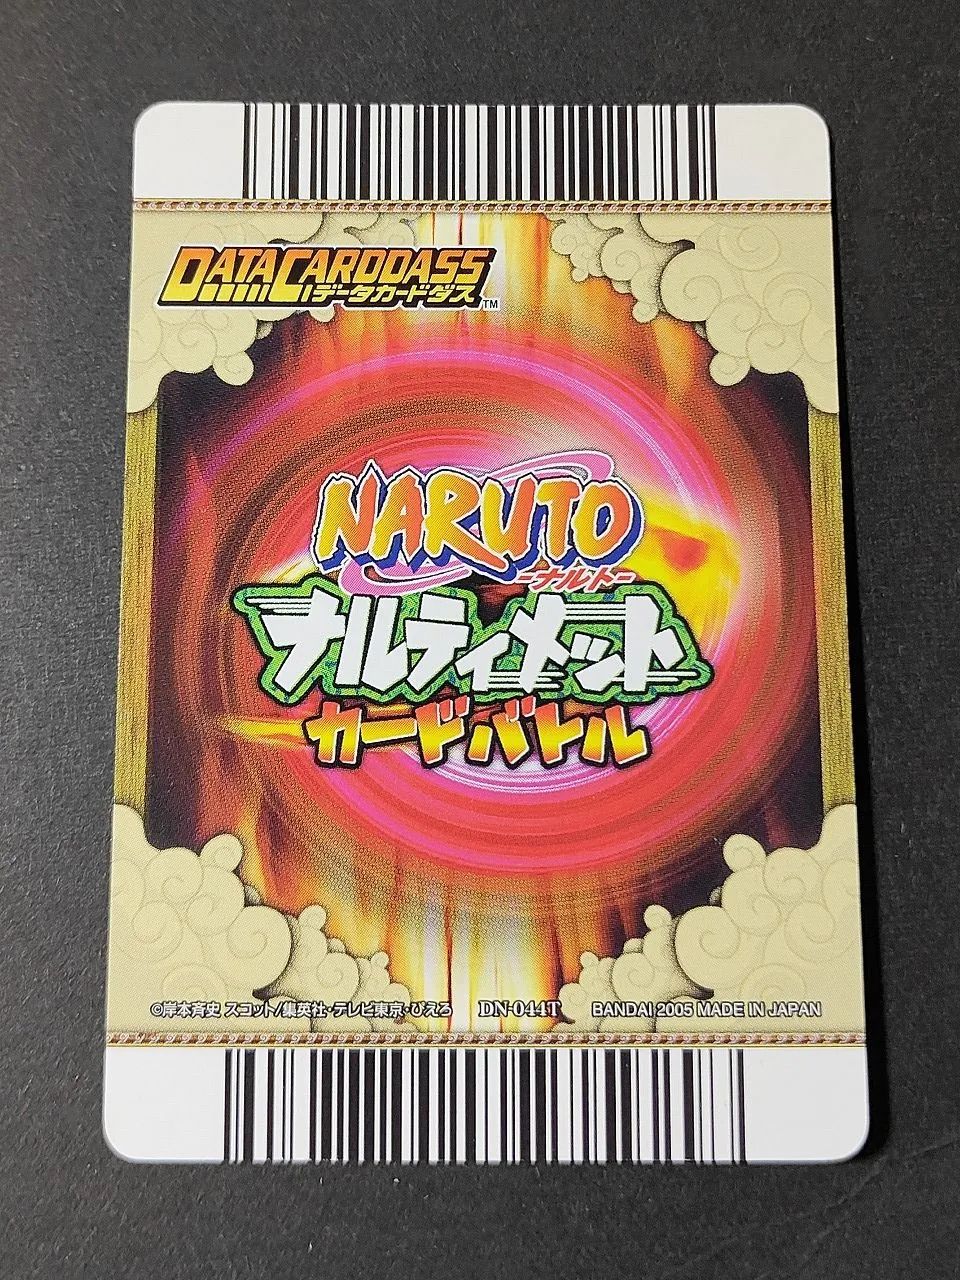 DATA CARDDASS
データカードダス TM
NARUTO
-ナルト-
ナルティメット
カードバトル
©岸本斉史 スコット/集英社・テレビ東京・ぴえろ DN-044T BANDAI 2005 MADE IN JAPAN